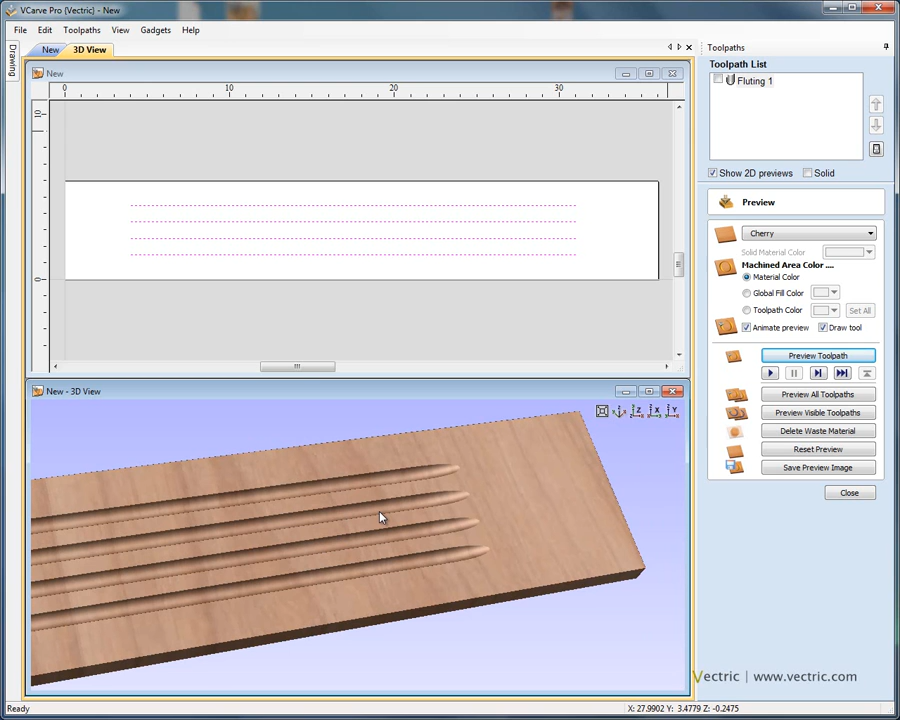 VCarve Pro (Vectric) - New
File Edit Toolpaths View Gadgets Help
Drawing
New 3D View
New
0 10 20 30
10
0
New - 3D View
Z X Y
Toolpaths
Toolpath List
Fluting 1
Show 2D previews Solid
Preview
Cherry
Solid Material Color
Machined Area Color ....
Material Color
Global Fill Color
Toolpath Color Set All
Animate preview Draw tool
Preview Toolpath
Preview All Toolpaths
Preview Visible Toolpaths
Delete Waste Material
Reset Preview
Save Preview Image
Close
Vectric | www.vectric.com
Ready
X: 27.9902 Y: 3.4779 Z: -0.2475